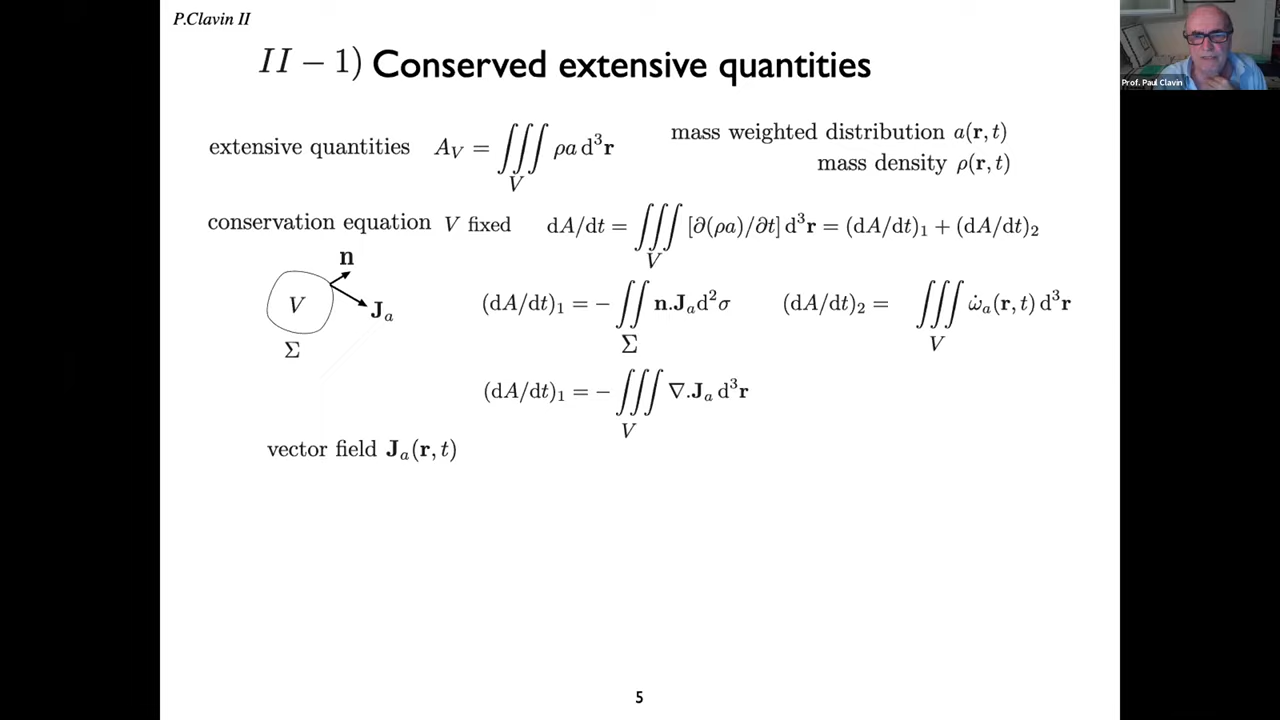 P.Clavin II
II − 1) Conserved extensive quantities
Prof. Paul Clavin
extensive quantities A_V = ∭_V ρa d³r mass weighted distribution a(r, t)
mass density ρ(r, t)
conservation equation V fixed dA/dt = ∭_V [∂(ρa)/∂t] d³r = (dA/dt)₁ + (dA/dt)₂
n
V
J_a
Σ
(dA/dt)₁ = − ∬_Σ n.J_a d²σ (dA/dt)₂ = ∭_V ω̇_a(r, t) d³r
(dA/dt)₁ = − ∭_V ∇.J_a d³r
vector field J_a(r, t)
5